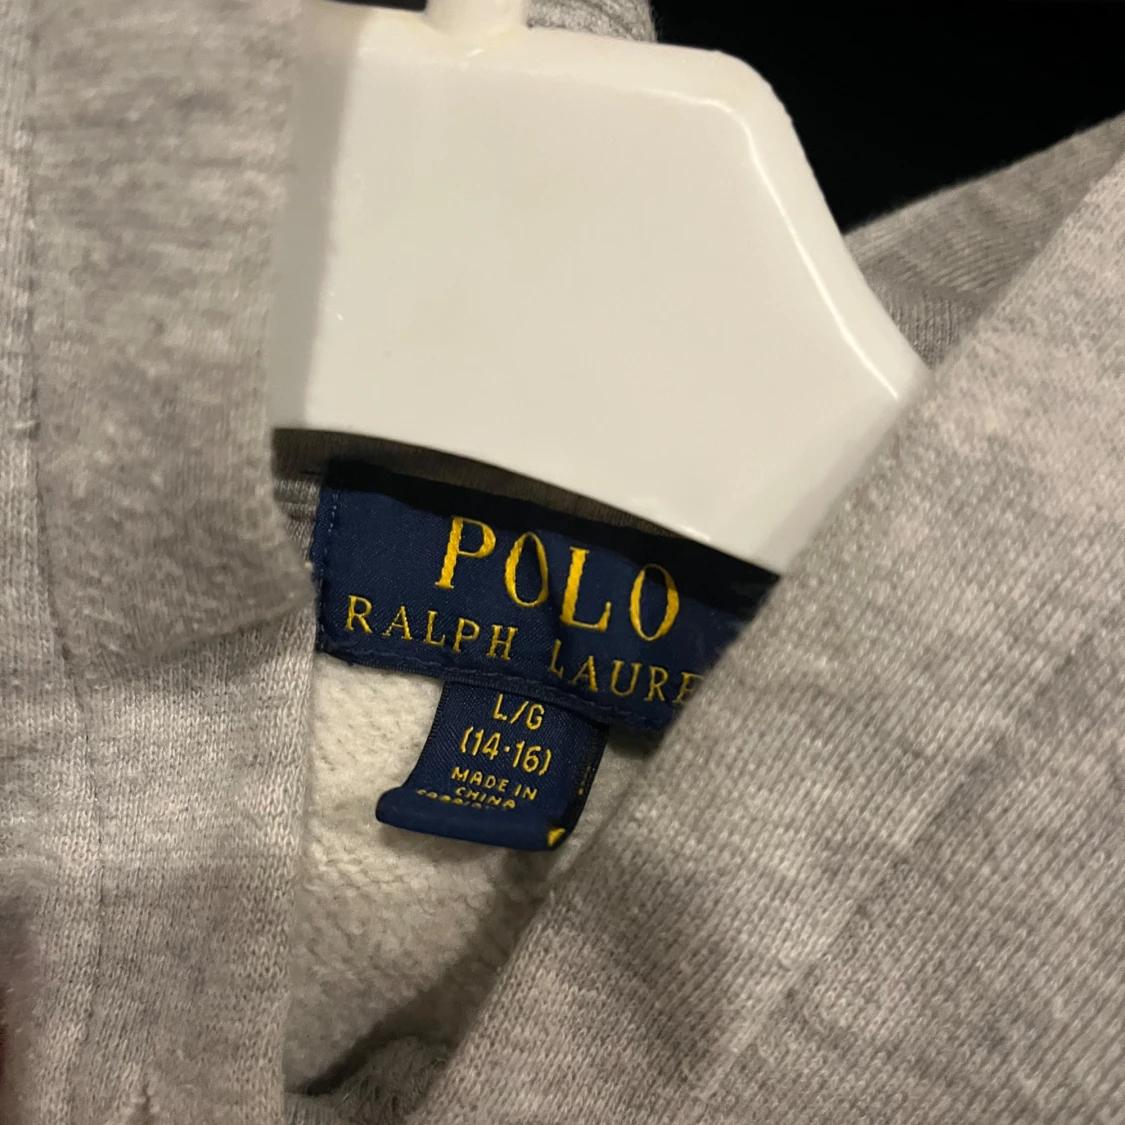 POLO
RALPH LAURE
L/G
(14-16)
MADE IN
CHINA